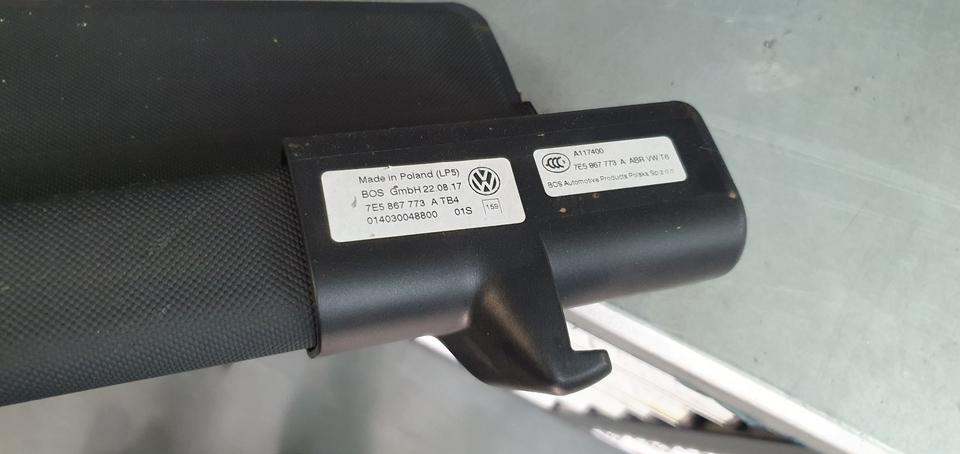 Made in Poland (LP5)
BOS GmbH 22.08.17
7E5 867 773 A TB4
014030048800 01S 159
A117400
7E5 867 773 A ABR VW T6
BOS Automotive Products Polska Sp.z o.o